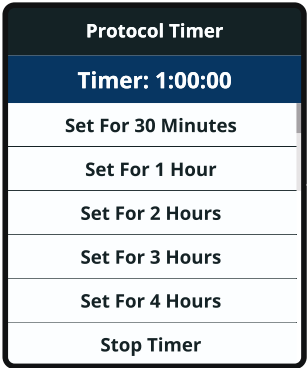 Protocol Timer
Timer: 1:00:00
Set For 30 Minutes
Set For 1 Hour
Set For 2 Hours
Set For 3 Hours
Set For 4 Hours
Stop Timer